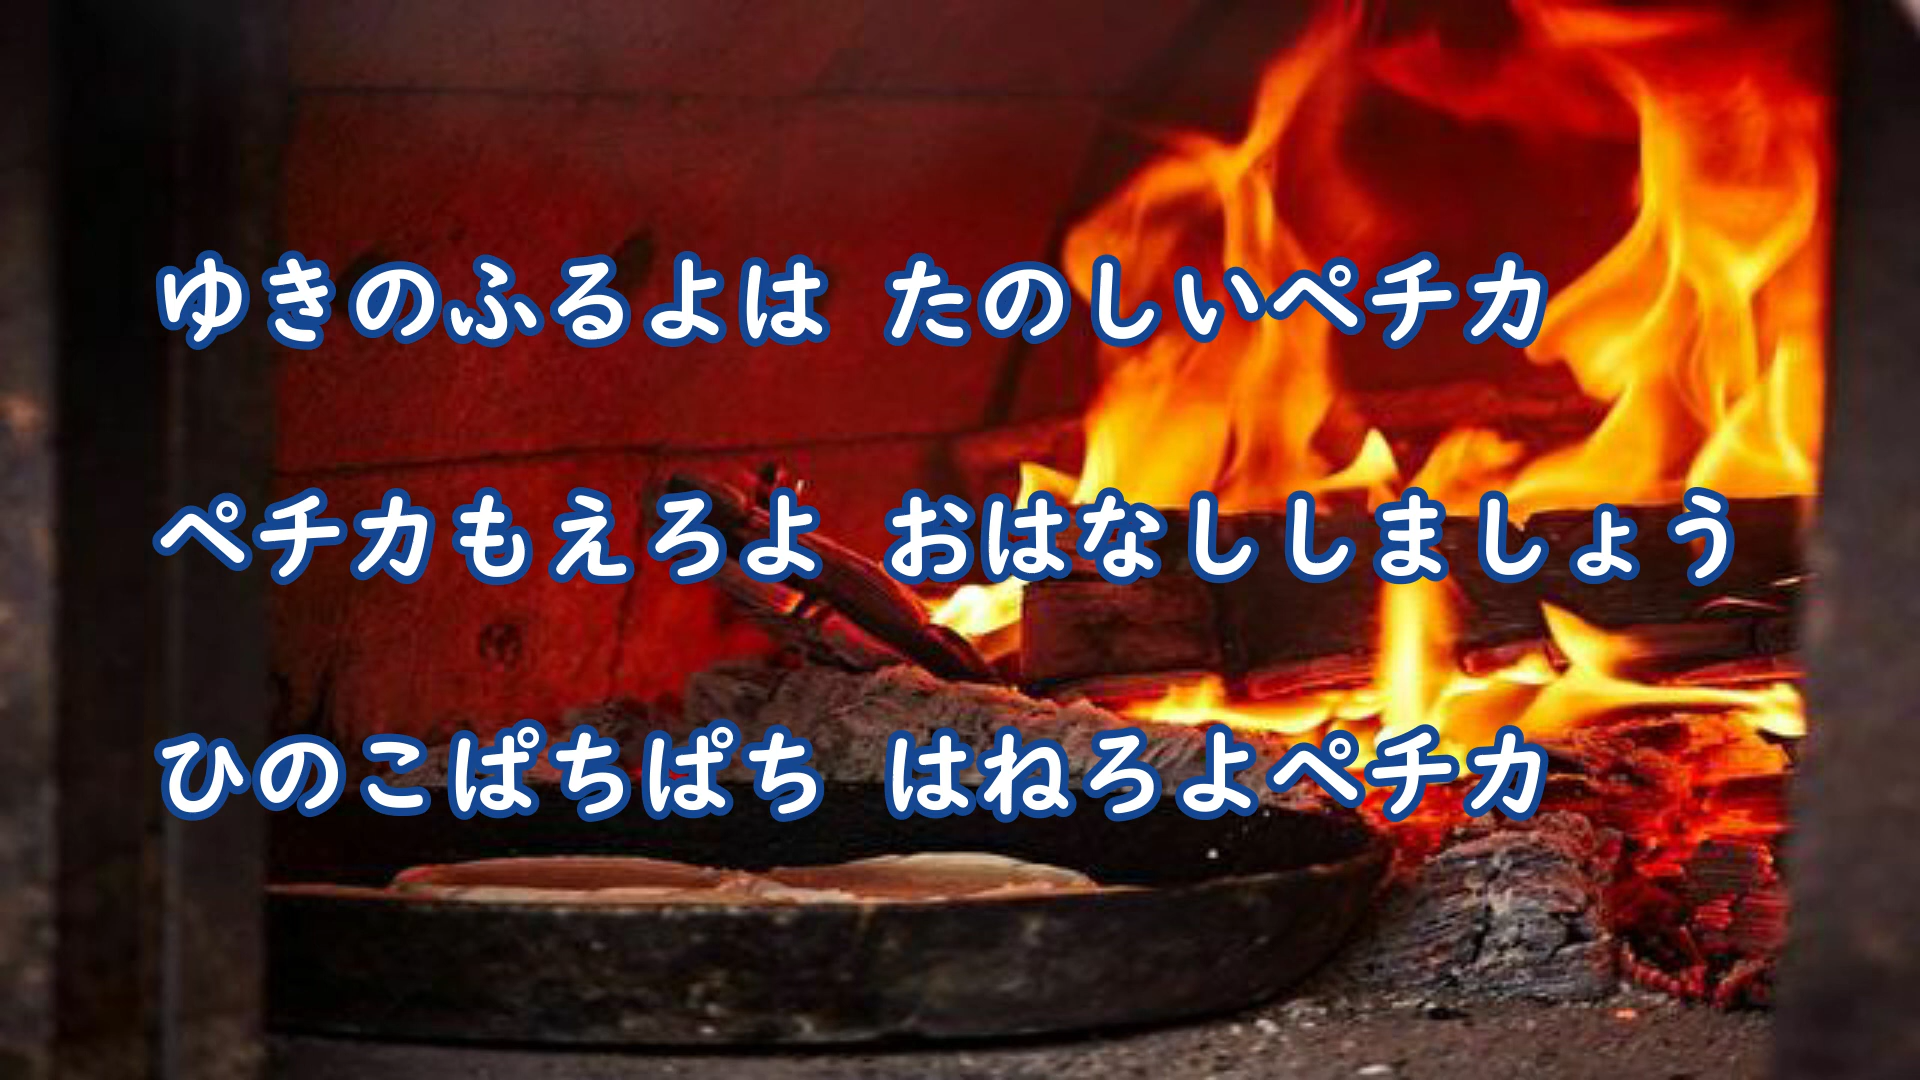 ゆきのふるよは たのしいペチカ
ペチカもえろよ おはなししましょう
ひのこぱちぱち はねろよペチカ